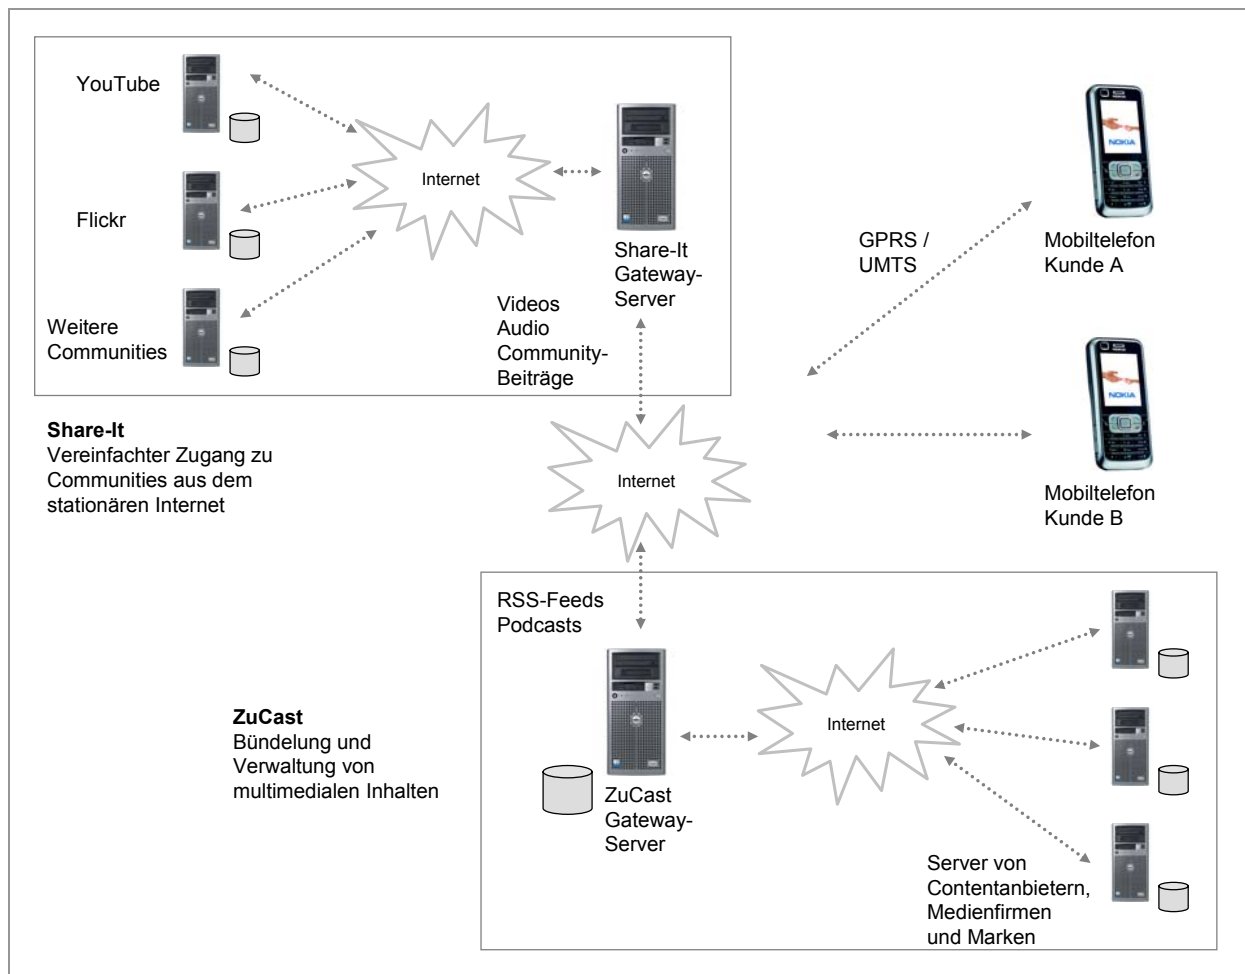 YouTube
Flickr
Weitere
Communities
Internet
Share-It
Gateway-
Server
Videos
Audio
Community-
Beiträge
GPRS /
UMTS
NOKIA
Mobiltelefon
Kunde A
NOKIA
Mobiltelefon
Kunde B
Share-It
Vereinfachter Zugang zu
Communities aus dem
stationären Internet
Internet
RSS-Feeds
Podcasts
ZuCast
Bündelung und
Verwaltung von
multimedialen Inhalten
ZuCast
Gateway-
Server
Internet
Server von
Contentanbietern,
Medienfirmen
und Marken